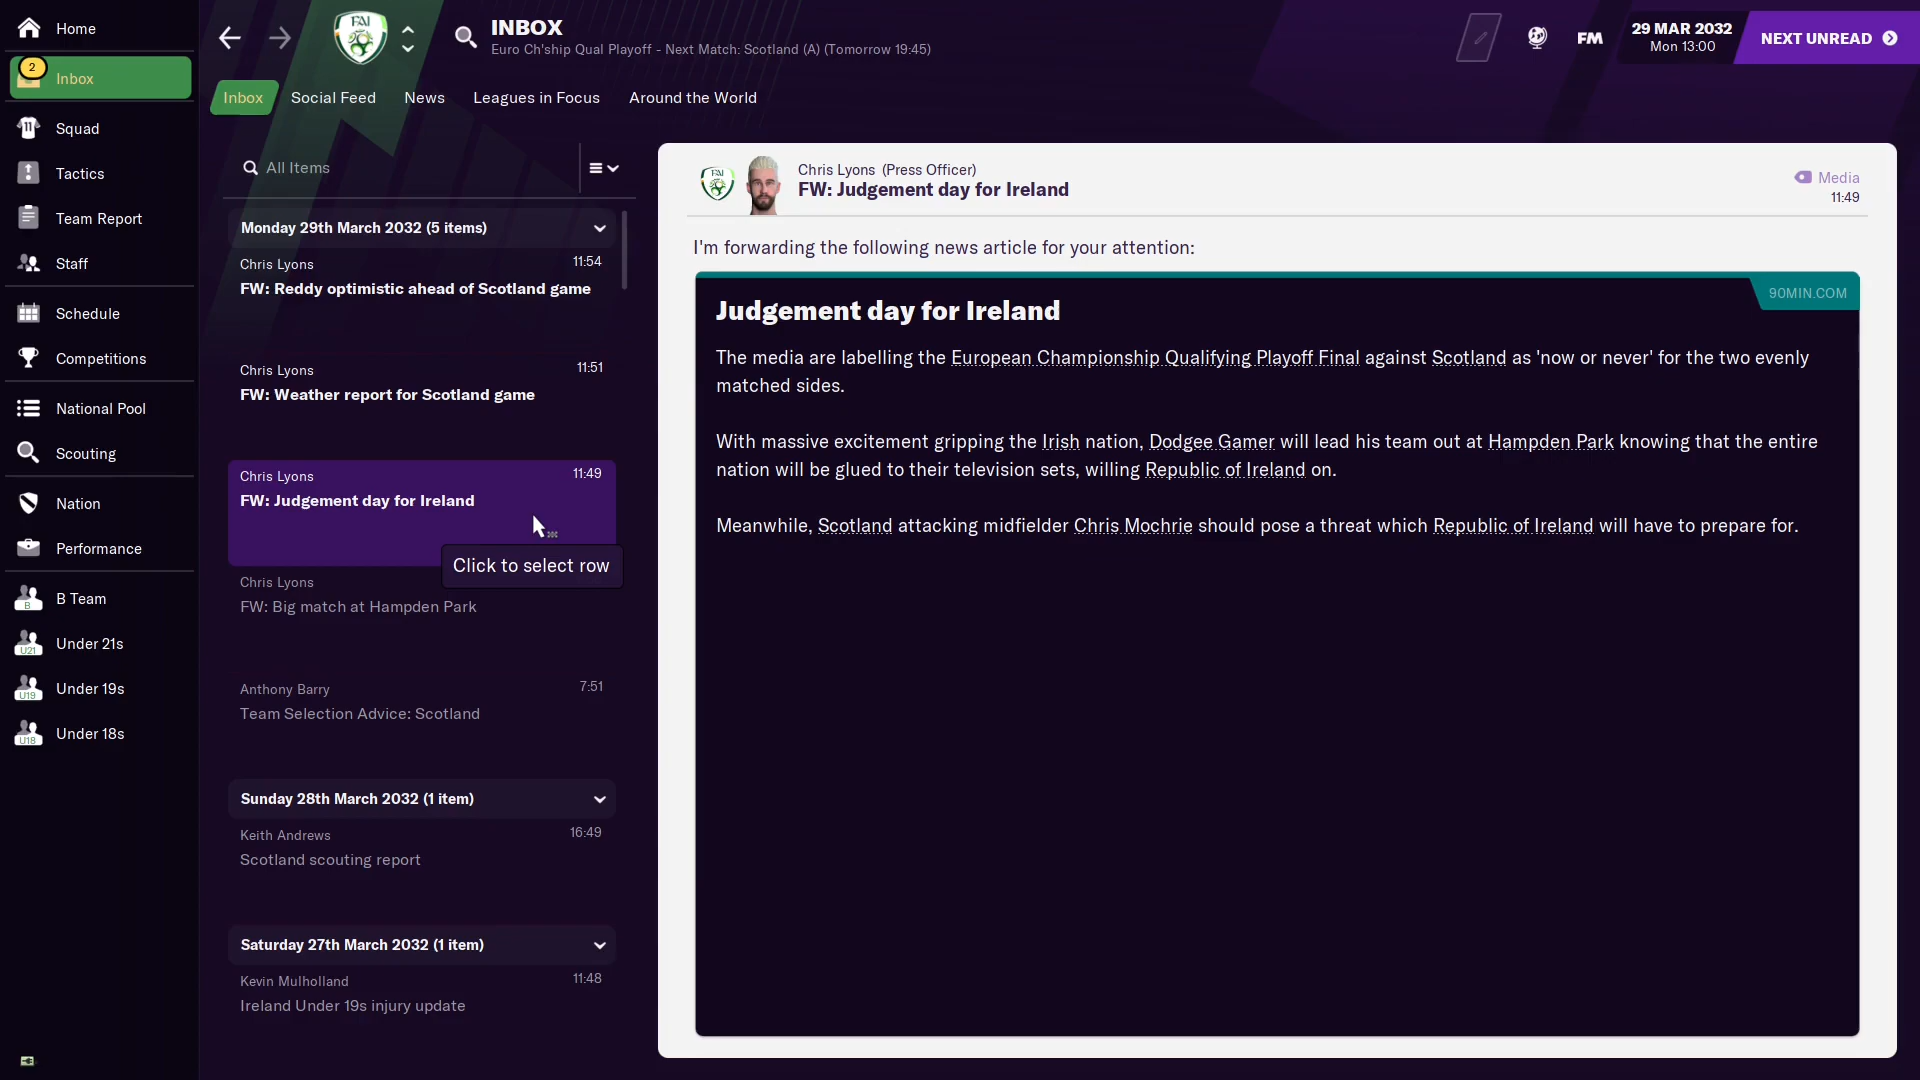 Home
2
Inbox
Squad
Tactics
Team Report
Staff
Schedule
Competitions
National Pool
Scouting
Nation
Performance
B
B Team
U21
Under 21s
U19
Under 19s
U18
Under 18s
FAI
INBOX
Euro Ch'ship Qual Playoff - Next Match: Scotland (A) (Tomorrow 19:45)
FM
29 MAR 2032
Mon 13:00
NEXT UNREAD
Inbox
Social Feed
News
Leagues in Focus
Around the World
All Items
Monday 29th March 2032 (5 items)
Chris Lyons 11:54
FW: Reddy optimistic ahead of Scotland game
Chris Lyons 11:51
FW: Weather report for Scotland game
Chris Lyons 11:49
FW: Judgement day for Ireland
Click to select row
Chris Lyons
FW: Big match at Hampden Park
Anthony Barry 7:51
Team Selection Advice: Scotland
Sunday 28th March 2032 (1 item)
Keith Andrews 16:49
Scotland scouting report
Saturday 27th March 2032 (1 item)
Kevin Mulholland 11:48
Ireland Under 19s injury update
FAI
Chris Lyons (Press Officer)
FW: Judgement day for Ireland
Media
11:49
I'm forwarding the following news article for your attention:
90MIN.COM
Judgement day for Ireland
The media are labelling the European Championship Qualifying Playoff Final against Scotland as 'now or never' for the two evenly
matched sides.
With massive excitement gripping the Irish nation, Dodgee Gamer will lead his team out at Hampden Park knowing that the entire
nation will be glued to their television sets, willing Republic of Ireland on.
Meanwhile, Scotland attacking midfielder Chris Mochrie should pose a threat which Republic of Ireland will have to prepare for.